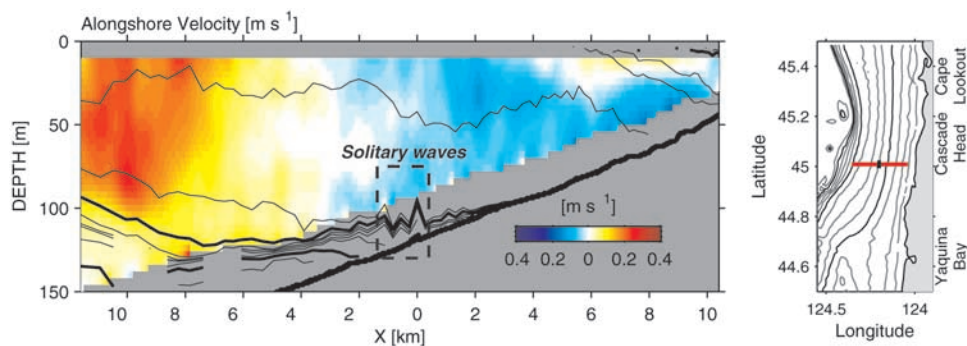 Alongshore Velocity [m s⁻¹]
0
50
100
150
DEPTH [m]
Solitary waves
[m s⁻¹]
0.4 0.2 0 0.2 0.4
10 8 6 4 2 0 2 4 6 8 10
X [km]
45.4
45.2
45
44.8
44.6
Latitude
124.5 124
Longitude
Cape
Lookout
Cascade
Head
Yaquina
Bay